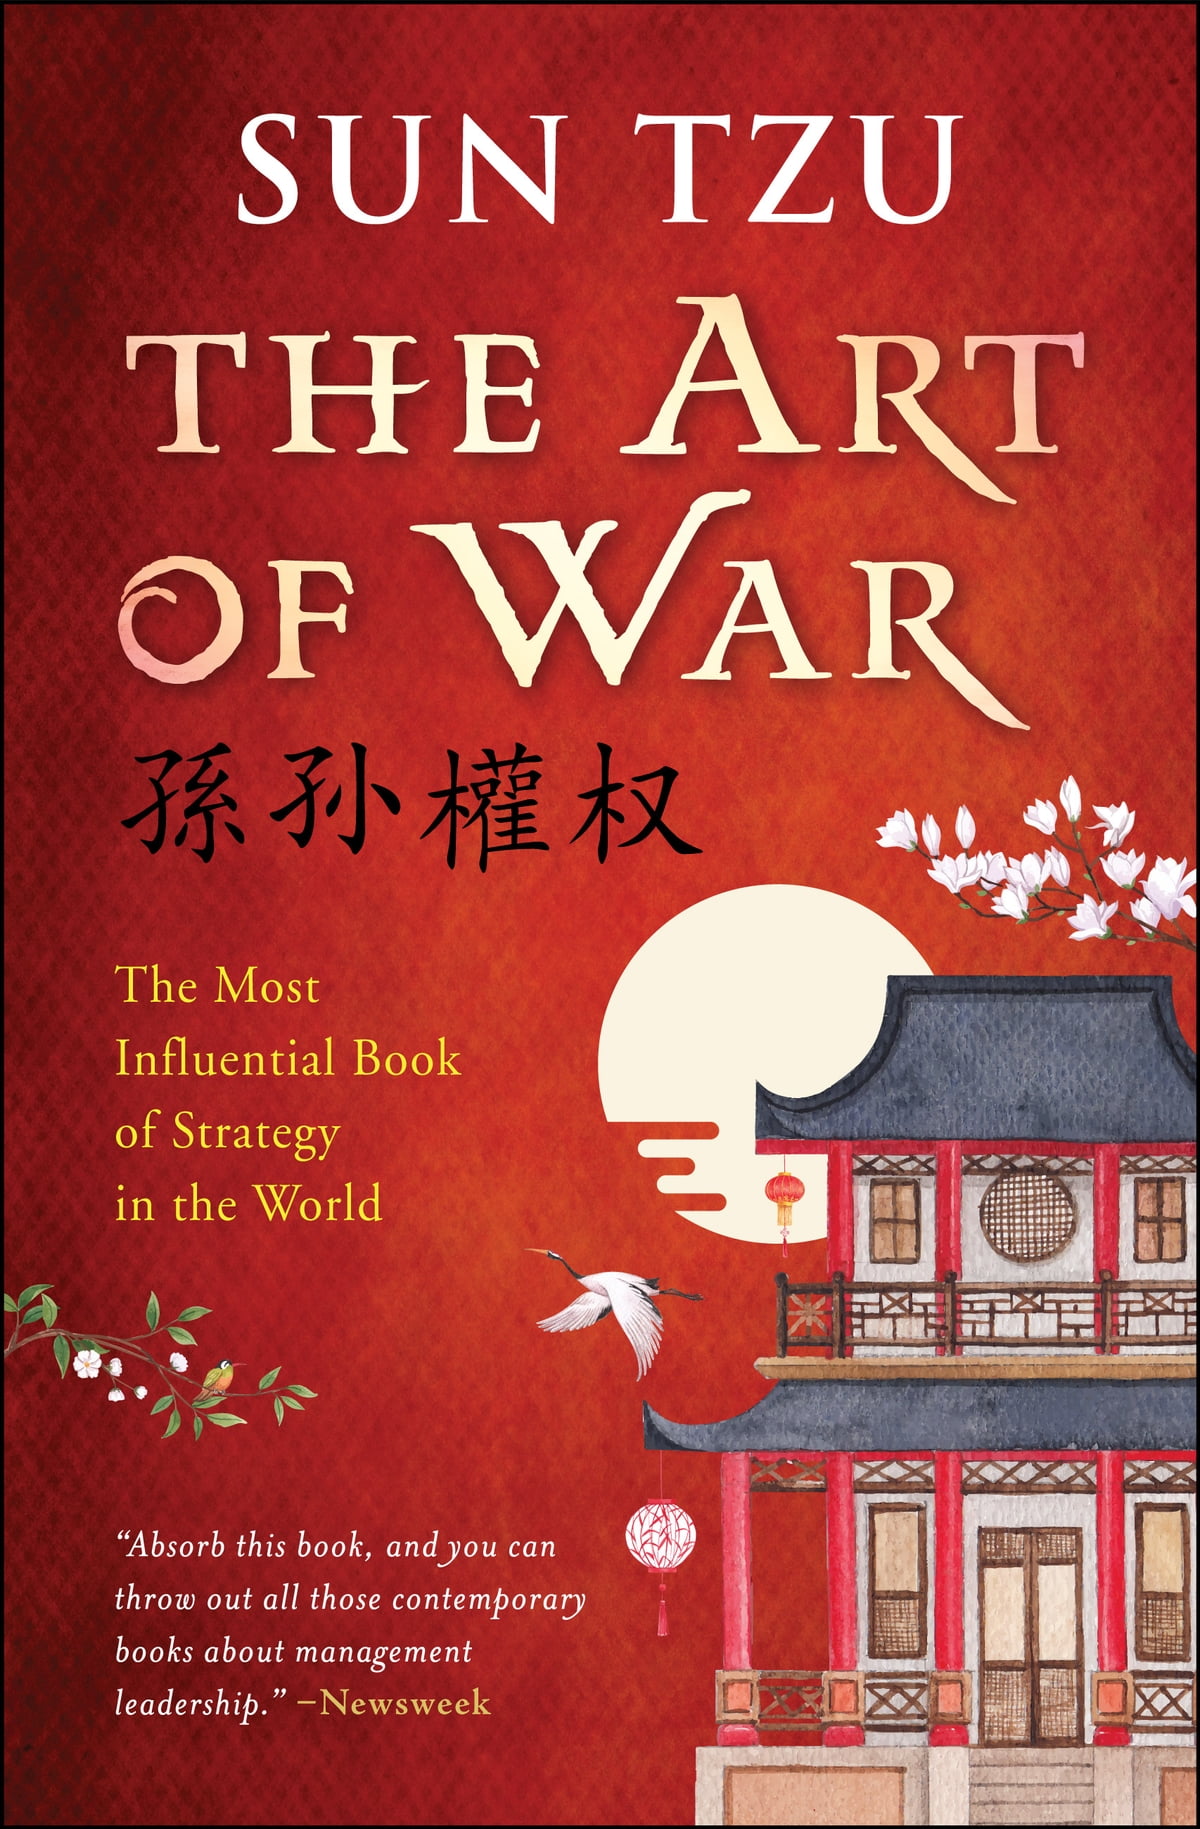 SUN TZU
THE ART
OF WAR
孫孙權权
The Most
Influential Book
of Strategy
in the World
“Absorb this book, and you can
throw out all those contemporary
books about management
leadership.” –Newsweek